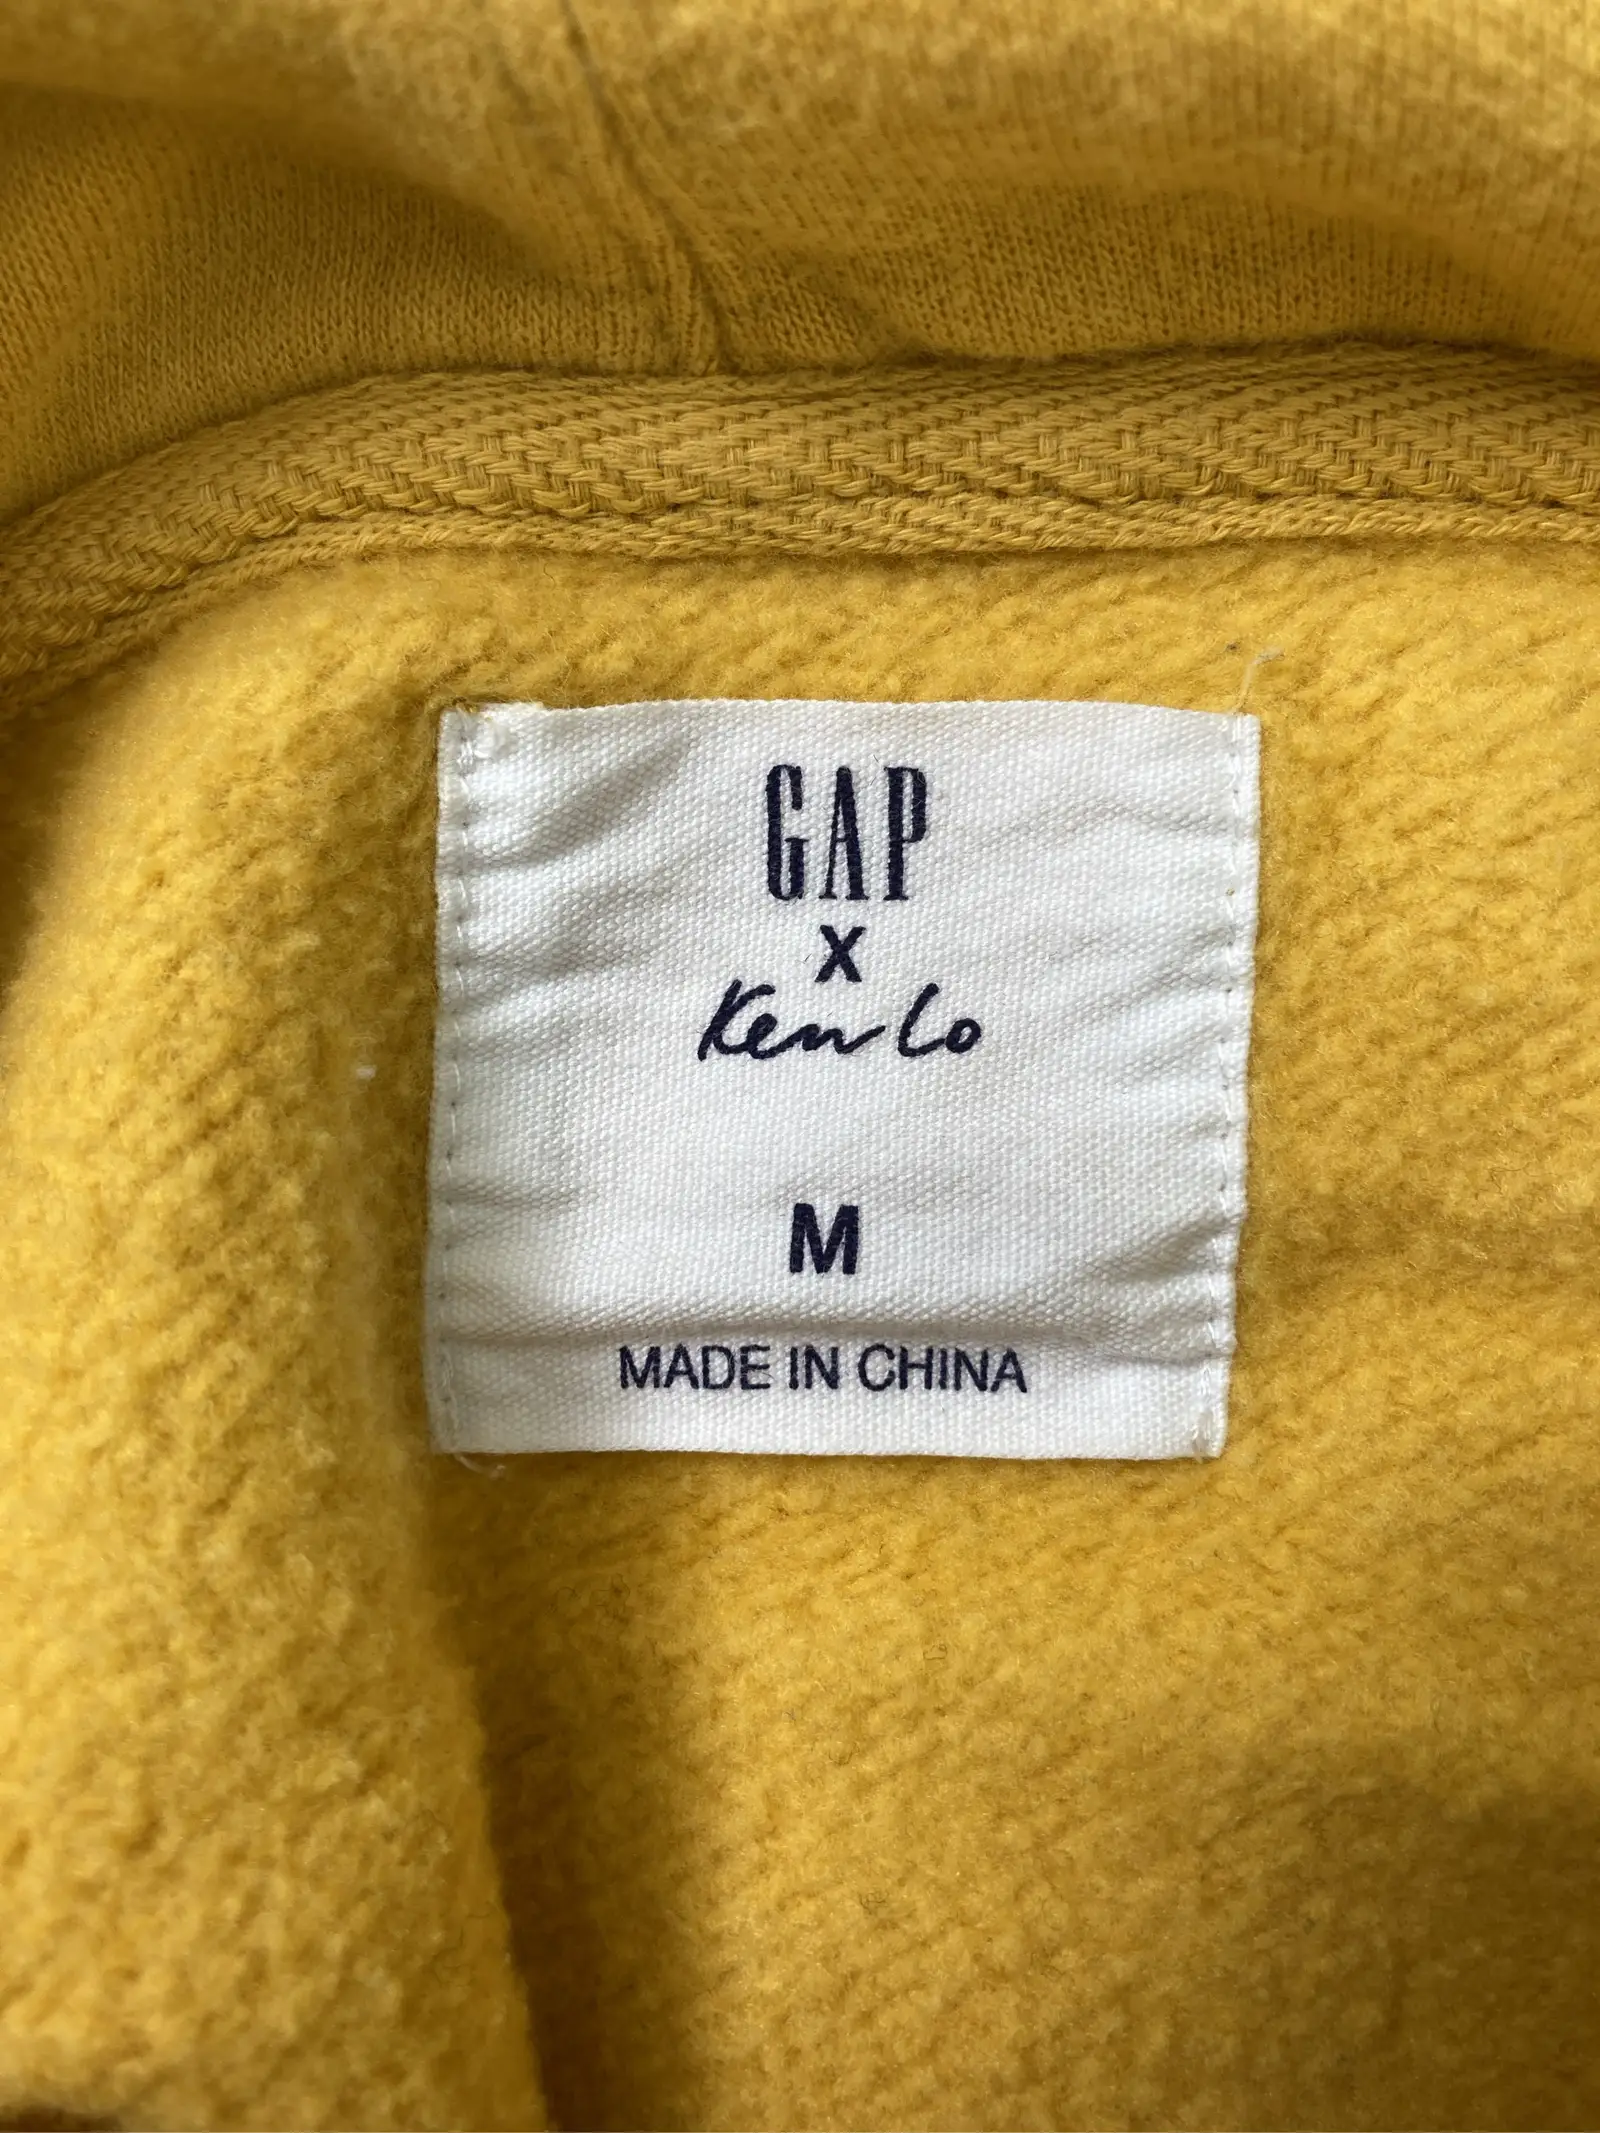 GAP
X
Ken Lo
M
MADE IN CHINA